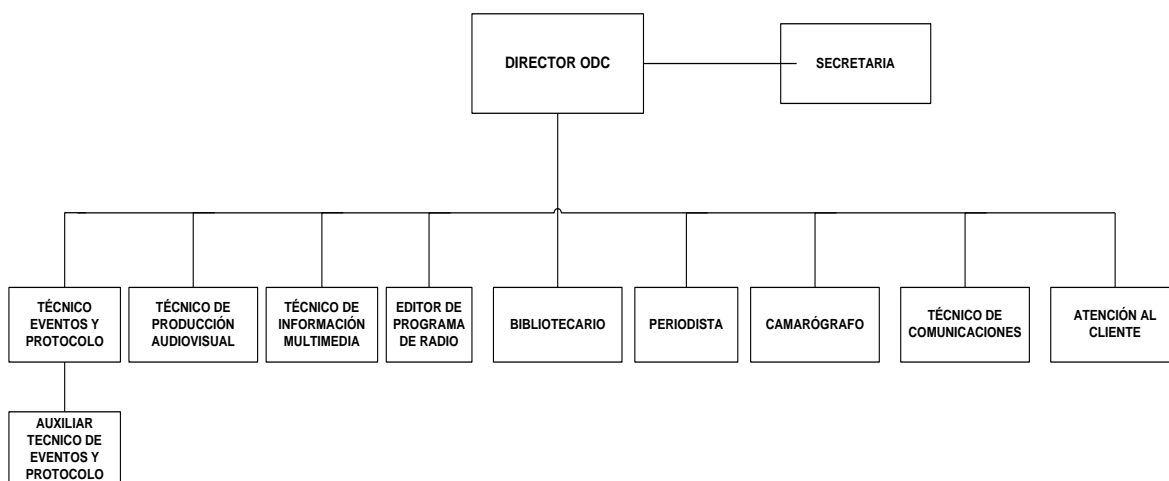 DIRECTOR ODC
SECRETARIA
TÉCNICO
EVENTOS Y
PROTOCOLO
TÉCNICO DE
PRODUCCIÓN
AUDIOVISUAL
TÉCNICO DE
INFORMACIÓN
MULTIMEDIA
EDITOR DE
PROGRAMA
DE RADIO
BIBLIOTECARIO
PERIODISTA
CAMARÓGRAFO
TÉCNICO DE
COMUNICACIONES
ATENCIÓN AL
CLIENTE
AUXILIAR
TECNICO DE
EVENTOS Y
PROTOCOLO